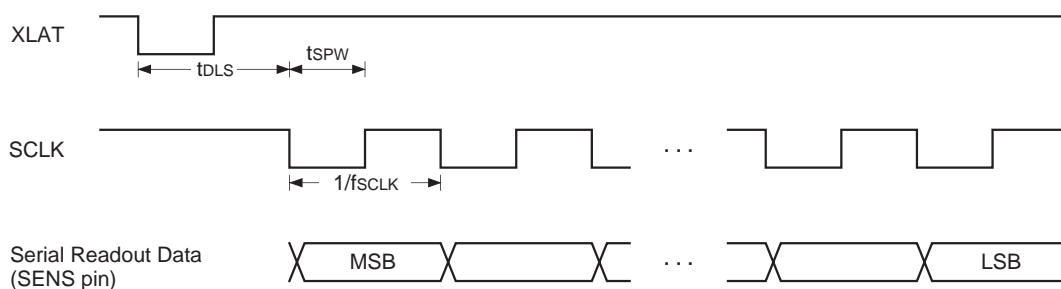 XLAT
tDLS
tSPW
SCLK
...
1/fSCLK
Serial Readout Data
(SENS pin)
MSB
...
LSB